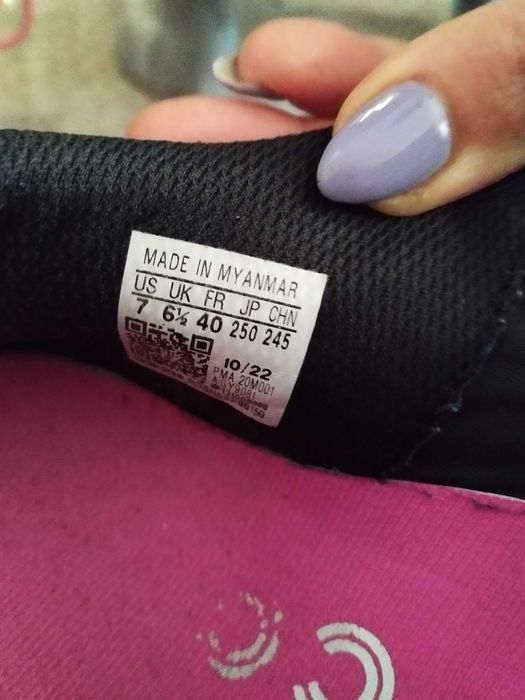 MADE IN MYANMAR
US UK FR JP CHN
7 6½ 40 250 245
10/22
PMA 20M001